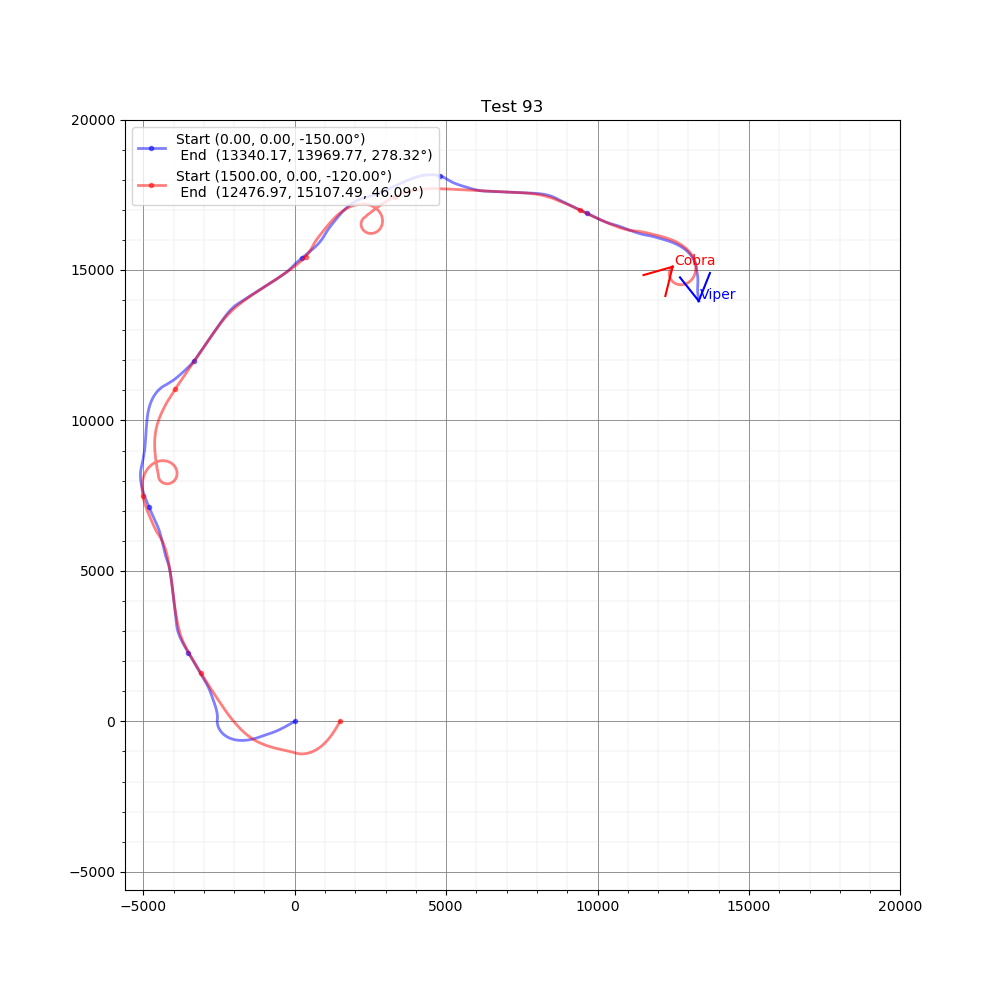 Test 93
Start (0.00, 0.00, -150.00°)
End  (13340.17, 13969.77, 278.32°)
Start (1500.00, 0.00, -120.00°)
End  (12476.97, 15107.49, 46.09°)
20000
15000
10000
5000
0
−5000
Cobra
Viper
−5000 0 5000 10000 15000 20000